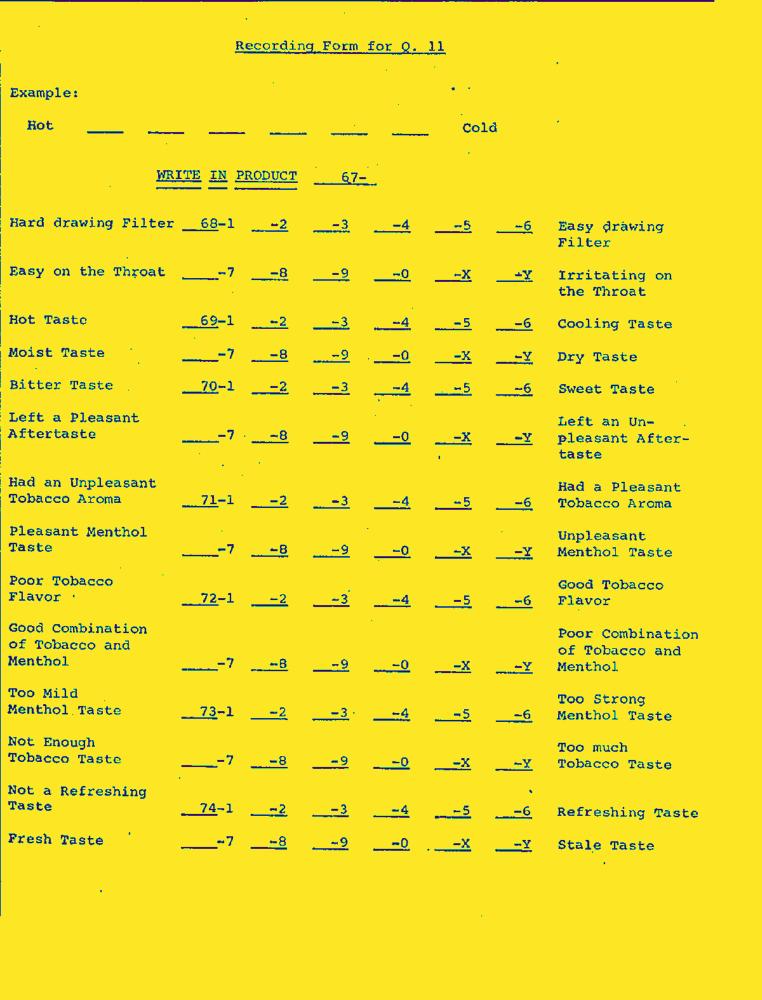 Recording Form for Q. 11
Example:
Hot ____ ____ ____ ____ ____ ____ Cold
WRITE IN PRODUCT 67-
Hard drawing Filter 68-1 -2 -3 -4 -5 -6 Easy drawing
Filter
Easy on the Throat -7 -8 -9 -0 -X -Y Irritating on
the Throat
Hot Taste 69-1 -2 -3 -4 -5 -6 Cooling Taste
Moist Taste -7 -8 -9 -0 -X -Y Dry Taste
Bitter Taste 70-1 -2 -3 -4 -5 -6 Sweet Taste
Left a Pleasant Left an Un-
Aftertaste -7 -8 -9 -0 -X -Y pleasant After-
taste
Had an Unpleasant Had a Pleasant
Tobacco Aroma 71-1 -2 -3 -4 -5 -6 Tobacco Aroma
Pleasant Menthol Unpleasant
Taste -7 -8 -9 -0 -X -Y Menthol Taste
Poor Tobacco Good Tobacco
Flavor 72-1 -2 -3 -4 -5 -6 Flavor
Good Combination Poor Combination
of Tobacco and of Tobacco and
Menthol -7 -8 -9 -0 -X -Y Menthol
Too Mild Too Strong
Menthol Taste 73-1 -2 -3 -4 -5 -6 Menthol Taste
Not Enough Too much
Tobacco Taste -7 -8 -9 -0 -X -Y Tobacco Taste
Not a Refreshing
Taste 74-1 -2 -3 -4 -5 -6 Refreshing Taste
Fresh Taste -7 -8 -9 -0 -X -Y Stale Taste